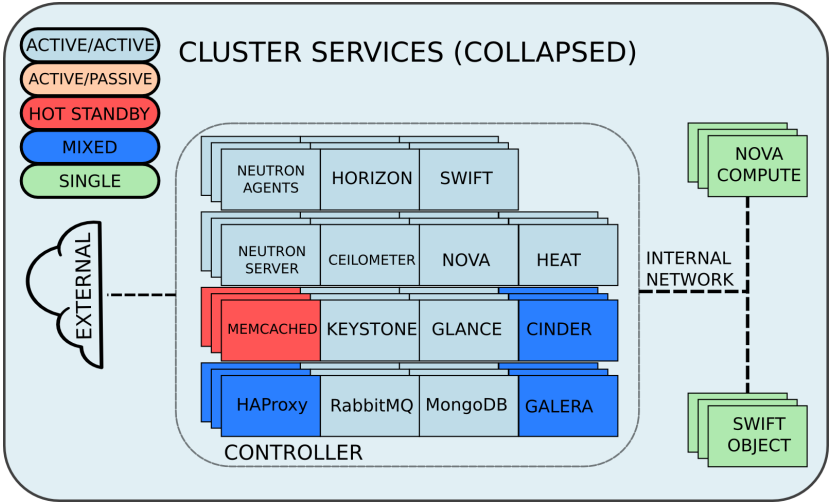 CLUSTER SERVICES (COLLAPSED)
ACTIVE/ACTIVE
ACTIVE/PASSIVE
HOT STANDBY
MIXED
SINGLE
EXTERNAL
NEUTRON
AGENTS
HORIZON
SWIFT
NEUTRON
SERVER
CEILOMETER
NOVA
HEAT
MEMCACHED
KEYSTONE
GLANCE
CINDER
HAProxy
RabbitMQ
MongoDB
GALERA
CONTROLLER
INTERNAL
NETWORK
NOVA
COMPUTE
SWIFT
OBJECT